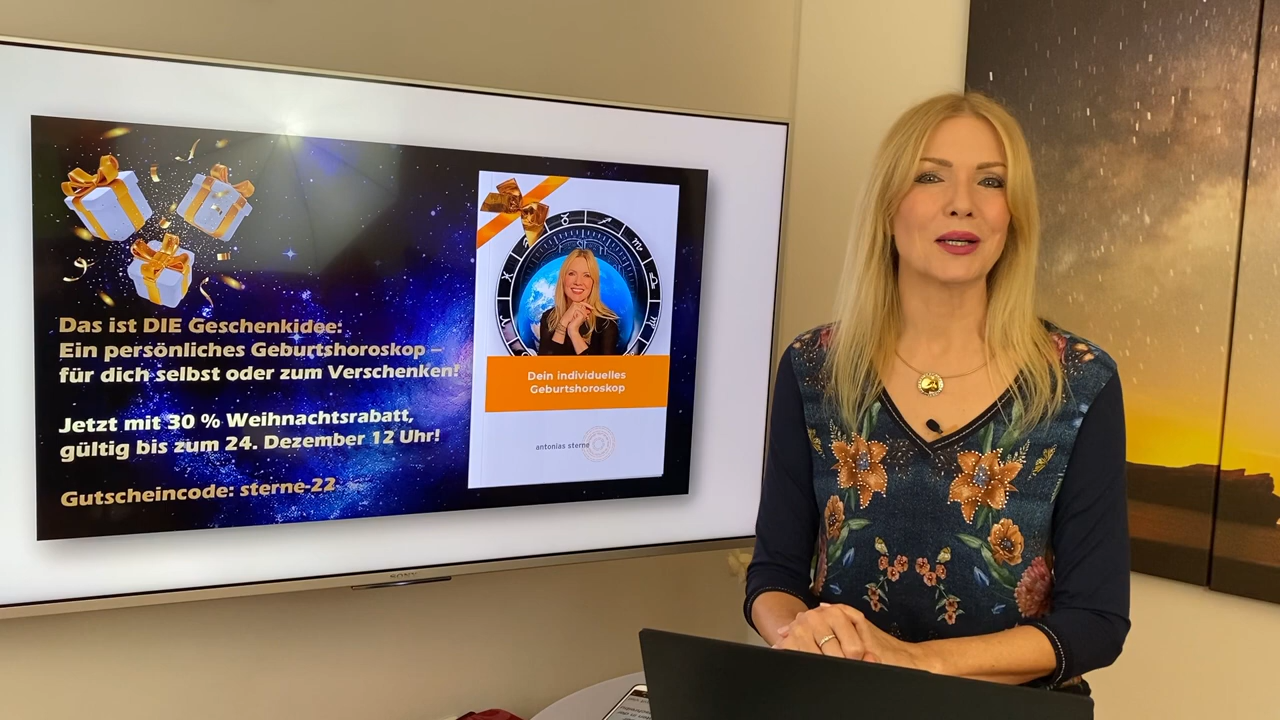 Das ist DIE Geschenkidee:
Ein persönliches Geburtshoroskop –
für dich selbst oder zum Verschenken!
Jetzt mit 30 % Weihnachtsrabatt,
gültig bis zum 24. Dezember 12 Uhr!
Gutscheincode: sterne-22
Dein individuelles
Geburtshoroskop
antonias sterne
SONY